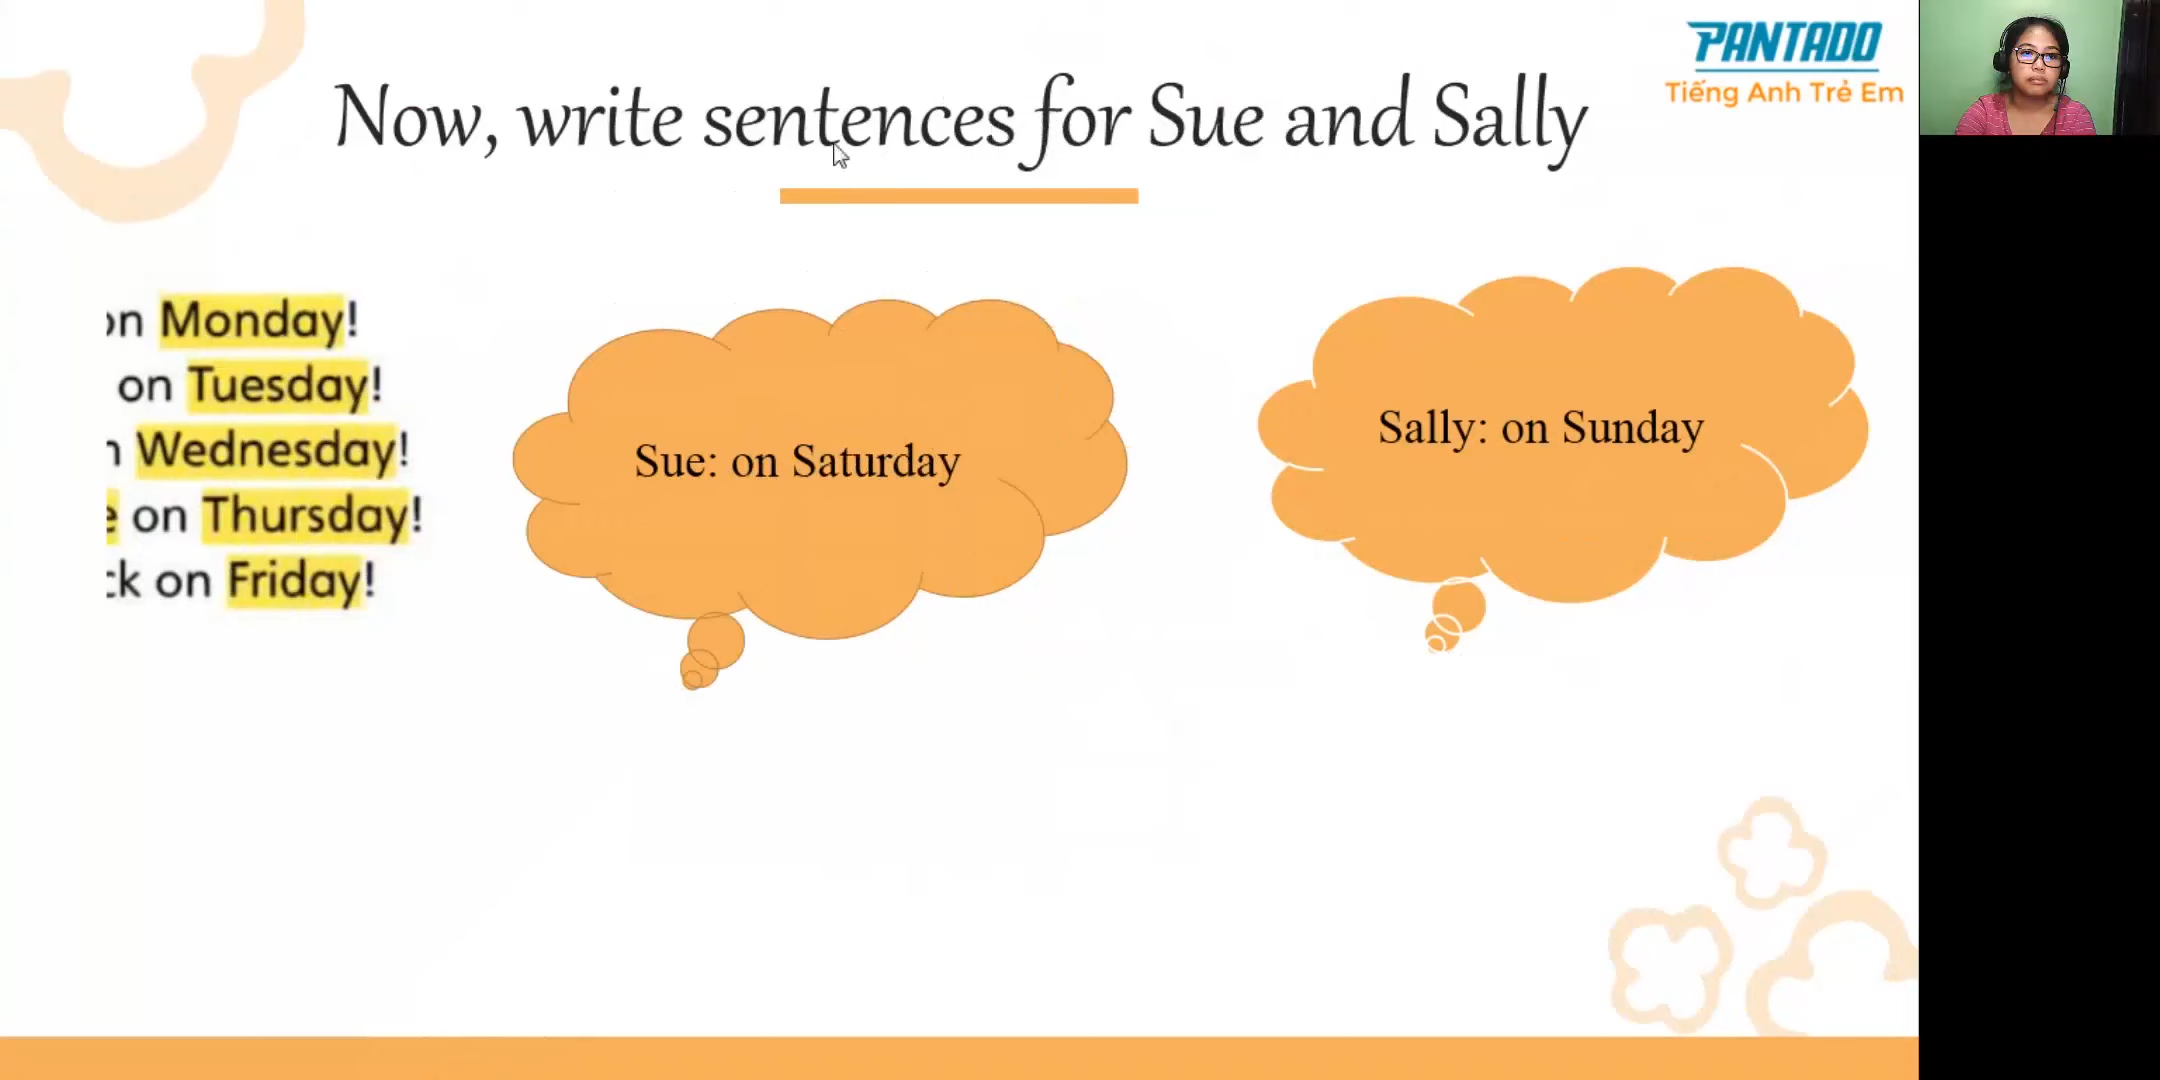 PANTADO
Tiếng Anh Trẻ Em
Now, write sentences for Sue and Sally
on Monday!
on Tuesday!
Wednesday!
on Thursday!
on Friday!
Sue: on Saturday
Sally: on Sunday